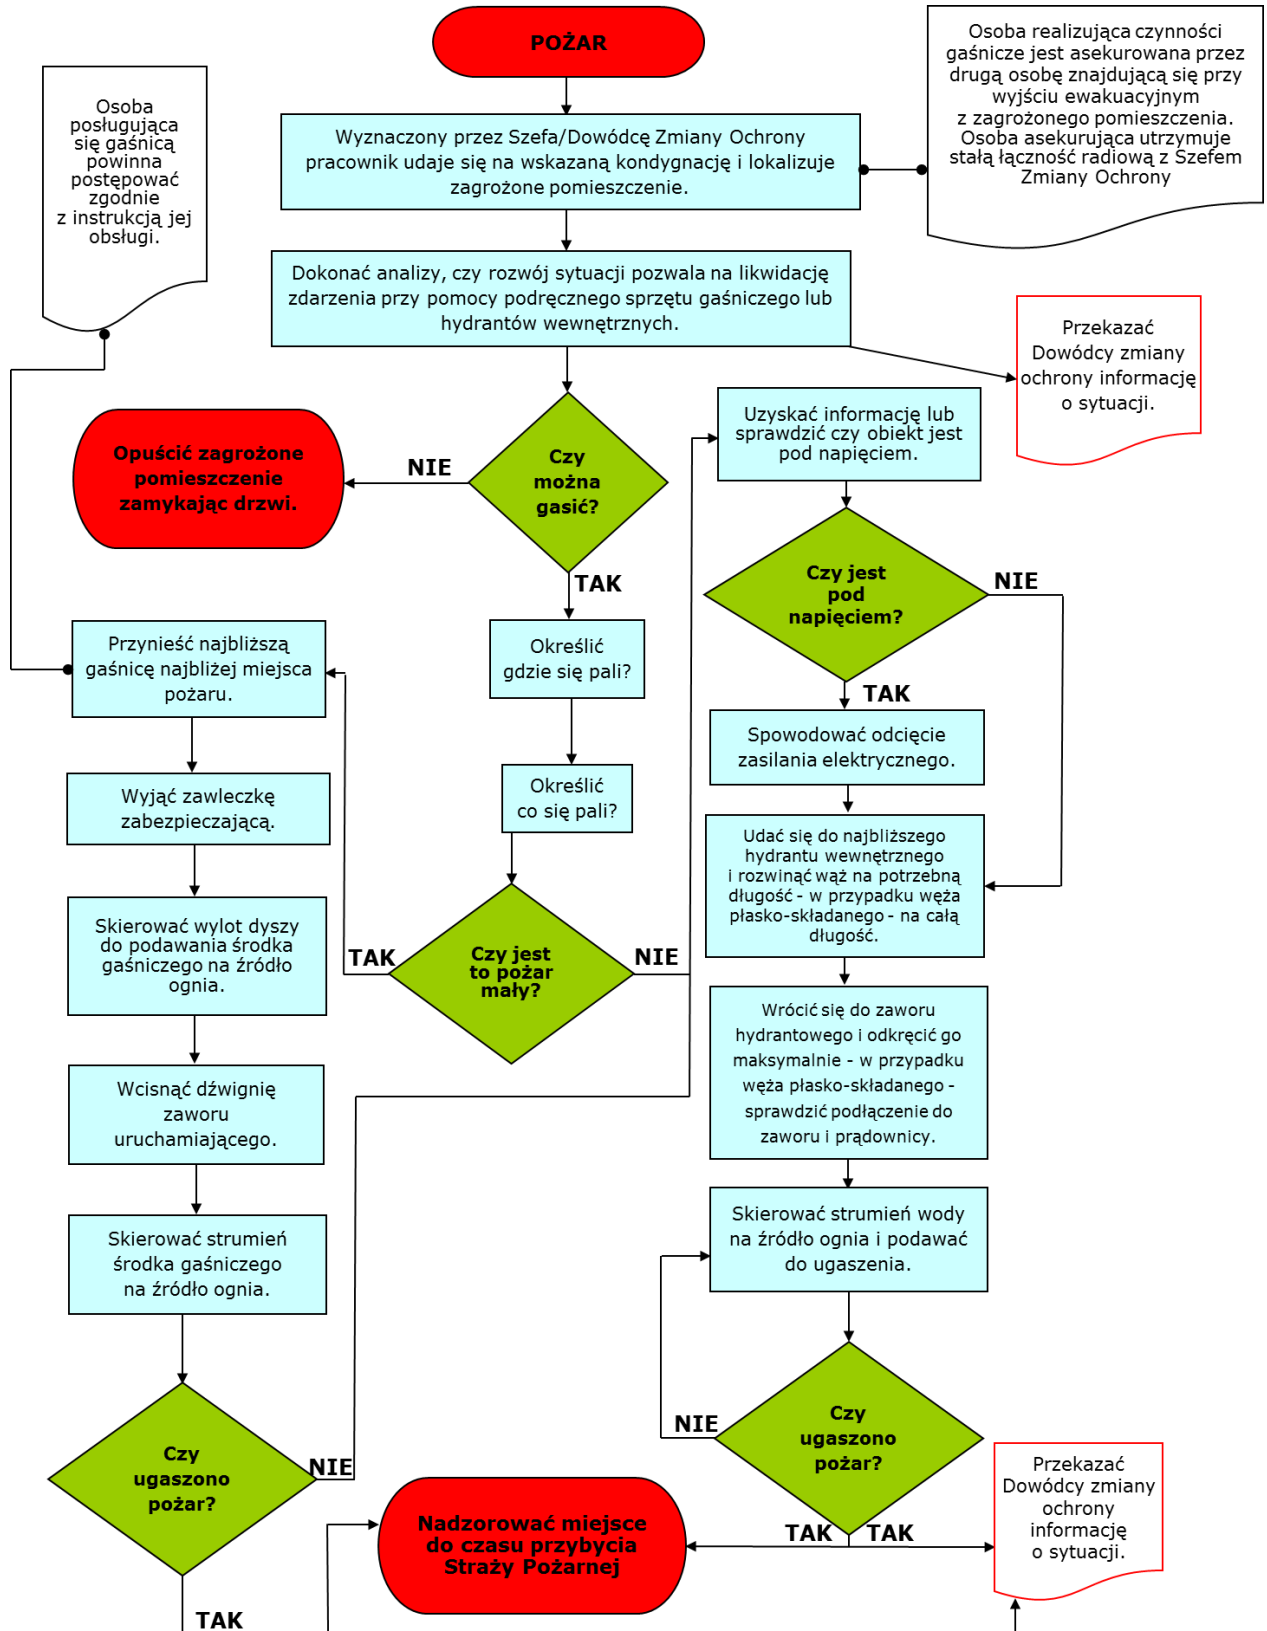 POŻAR
Osoba realizująca czynności
gaśnicze jest asekurowana przez
drugą osobę znajdującą się przy
wyjściu ewakuacyjnym
z zagrożonego pomieszczenia.
Osoba asekurująca utrzymuje
stałą łączność radiową z Szefem
Zmiany Ochrony
Osoba
posługująca
się gaśnicą
powinna
postępować
zgodnie
z instrukcją jej
obsługi.
Wyznaczony przez Szefa/Dowódcę Zmiany Ochrony
pracownik udaje się na wskazaną kondygnację i lokalizuje
zagrożone pomieszczenie.
Dokonać analizy, czy rozwój sytuacji pozwala na likwidację
zdarzenia przy pomocy podręcznego sprzętu gaśniczego lub
hydrantów wewnętrznych.
Przekazać
Dowódcy zmiany
ochrony informację
o sytuacji.
Opuścić zagrożone
pomieszczenie
zamykając drzwi.
NIE
Czy
można
gasić?
TAK
Uzyskać informację lub
sprawdzić czy obiekt jest
pod napięciem.
Czy jest
pod
napięciem?
NIE
TAK
Przynieść najbliższą
gaśnicę najbliżej miejsca
pożaru.
Określić
gdzie się pali?
Spowodować odcięcie
zasilania elektrycznego.
Wyjąć zawleczkę
zabezpieczającą.
Określić
co się pali?
Udać się do najbliższego
hydrantu wewnętrznego
i rozwinąć wąż na potrzebną
długość - w przypadku węża
płasko-składanego - na całą
długość.
Skierować wylot dyszy
do podawania środka
gaśniczego na źródło
ognia.
TAK
Czy jest
to pożar
mały?
NIE
Wrócić się do zaworu
hydrantowego i odkręcić go
maksymalnie - w przypadku
węża płasko-składanego -
sprawdzić podłączenie do
zaworu i prądownicy.
Wcisnąć dźwignię
zaworu
uruchamiającego.
Skierować strumień
środka gaśniczego
na źródło ognia.
Skierować strumień wody
na źródło ognia i podawać
do ugaszenia.
Czy
ugaszono
pożar?
NIE
NIE
Czy
ugaszono
pożar?
Przekazać
Dowódcy zmiany
ochrony
informację
o sytuacji.
Nadzorować miejsce
do czasu przybycia
Straży Pożarnej
TAK
TAK
TAK